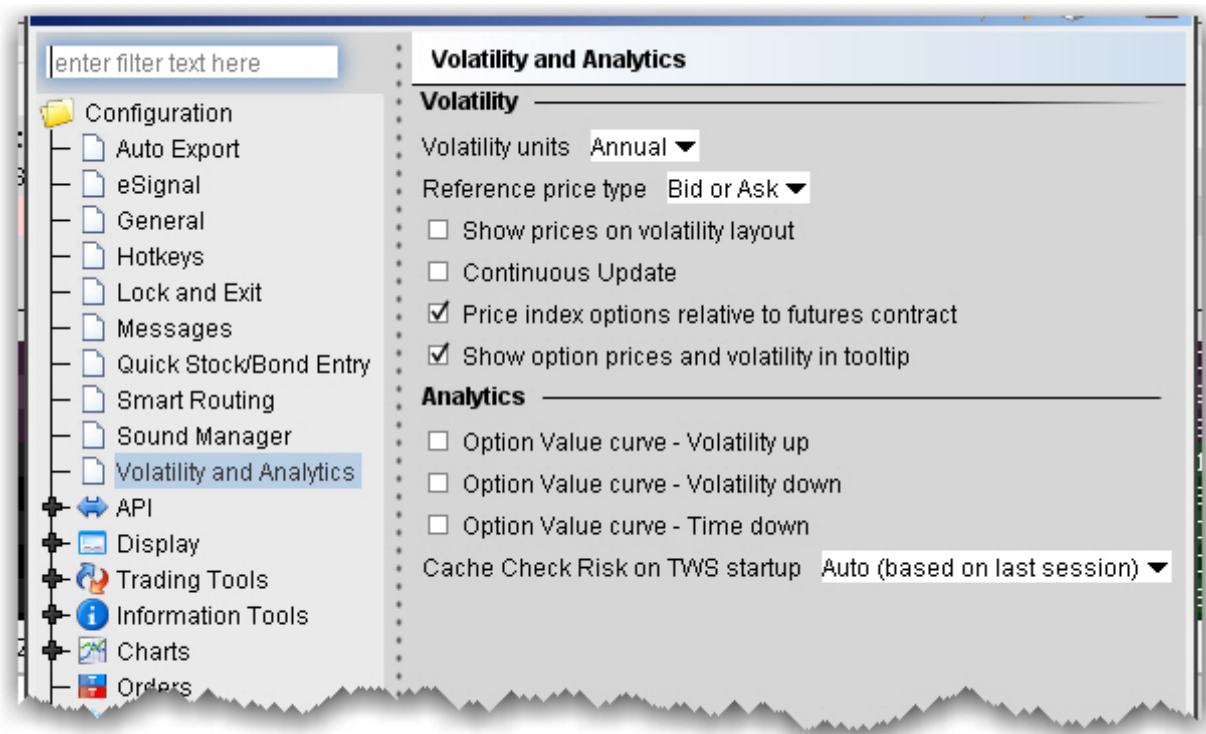 enter filter text here
Configuration
Auto Export
eSignal
General
Hotkeys
Lock and Exit
Messages
Quick Stock/Bond Entry
Smart Routing
Sound Manager
Volatility and Analytics
API
Display
Trading Tools
Information Tools
Charts
Orders
Volatility and Analytics
Volatility
Volatility units Annual
Reference price type Bid or Ask
Show prices on volatility layout
Continuous Update
Price index options relative to futures contract
Show option prices and volatility in tooltip
Analytics
Option Value curve - Volatility up
Option Value curve - Volatility down
Option Value curve - Time down
Cache Check Risk on TWS startup Auto (based on last session)